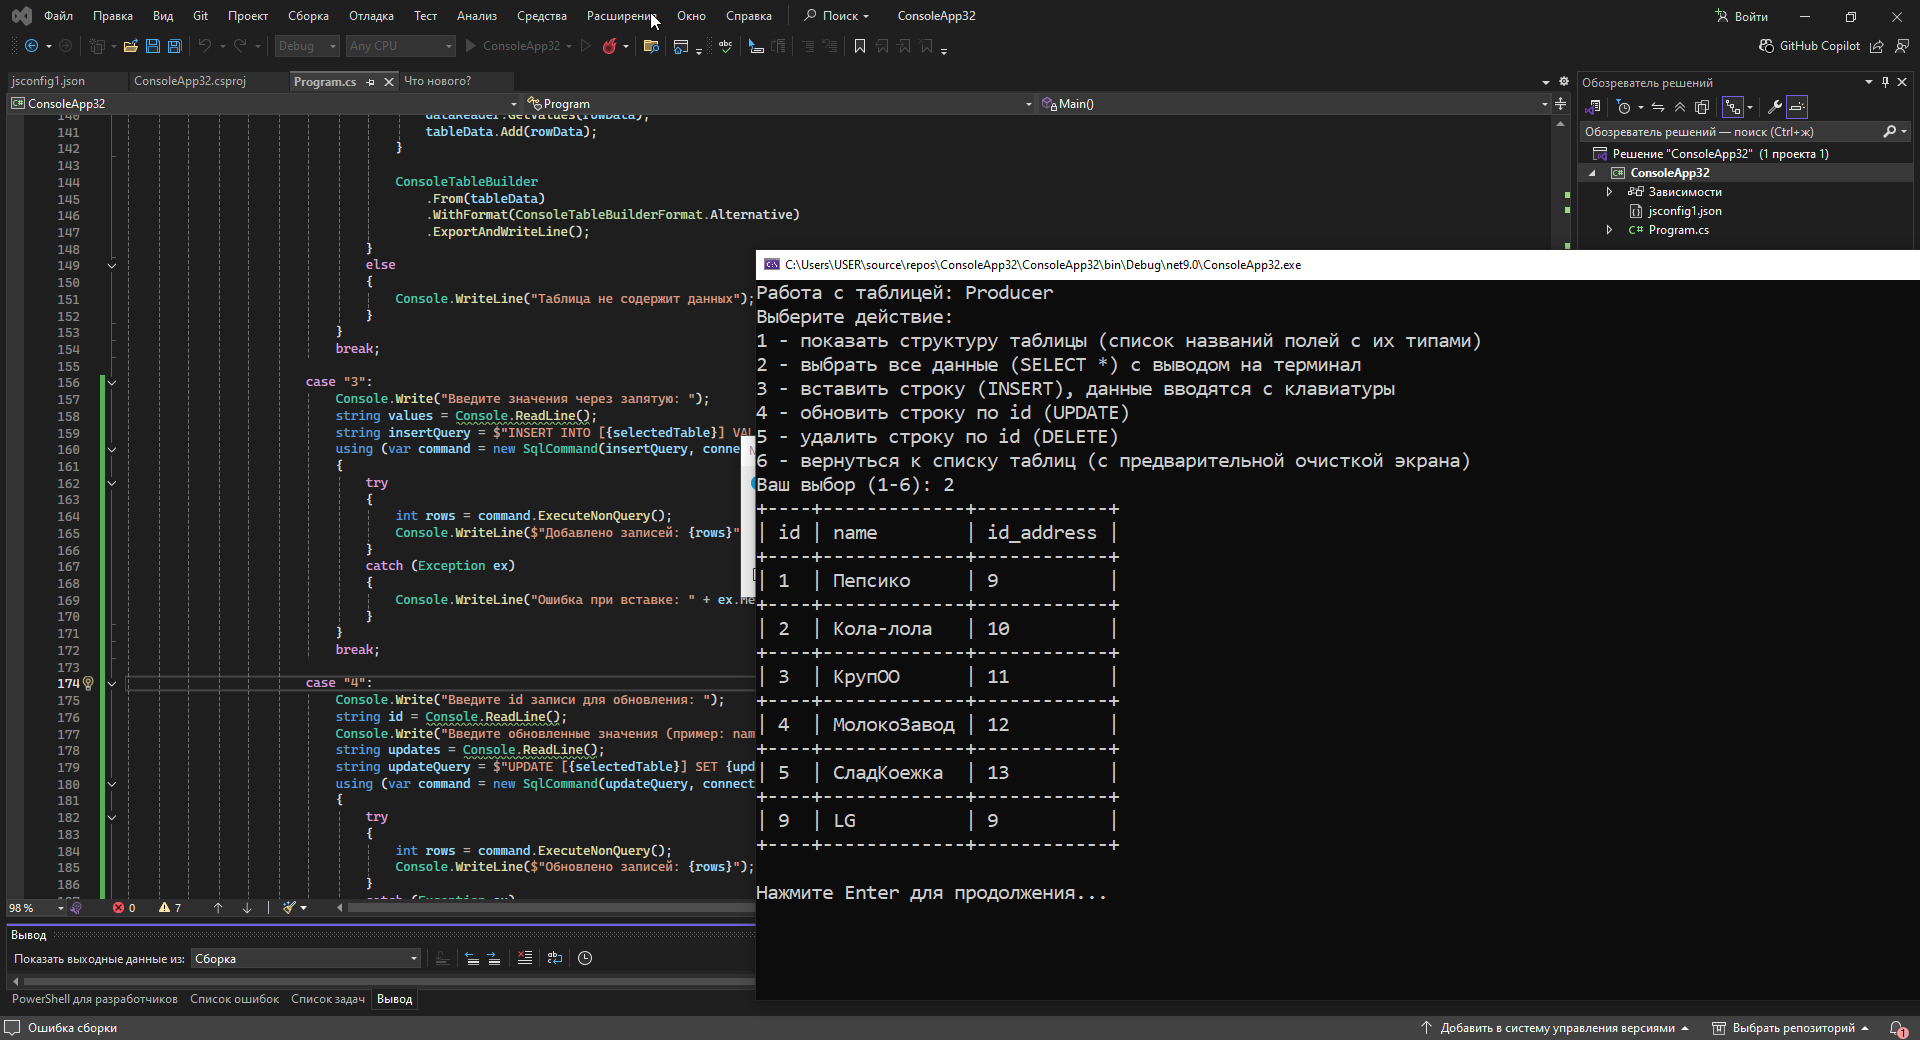 Файл Правка Вид Git Проект Сборка Отладка Тест Анализ Средства Расширения Окно Справка Поиск ConsoleApp32 Войти
Debug Any CPU ConsoleApp32 GitHub Copilot
jsconfig1.json ConsoleApp32.csproj Program.cs Что нового?
C# ConsoleApp32 Program Main()
140 dataReader.GetValues(rowData);
141 tableData.Add(rowData);
142 }
143
144 ConsoleTableBuilder
145 .From(tableData)
146 .WithFormat(ConsoleTableBuilderFormat.Alternative)
147 .ExportAndWriteLine();
148 }
149 else
150 {
151 Console.WriteLine("Таблица не содержит данных");
152 }
153 }
154 break;
155
156 case "3":
157 Console.Write("Введите значения через запятую: ");
158 string values = Console.ReadLine();
159 string insertQuery = $"INSERT INTO [{selectedTable}] VAL
160 using (var command = new SqlCommand(insertQuery, conne
161 {
162 try
163 {
164 int rows = command.ExecuteNonQuery();
165 Console.WriteLine($"Добавлено записей: {rows}"
166 }
167 catch (Exception ex)
168 {
169 Console.WriteLine("Ошибка при вставке: " + ex.Me
170 }
171 }
172 break;
173
174 case "4":
175 Console.Write("Введите id записи для обновления: ");
176 string id = Console.ReadLine();
177 Console.Write("Введите обновленные значения (пример: nam
178 string updates = Console.ReadLine();
179 string updateQuery = $"UPDATE [{selectedTable}] SET {upd
180 using (var command = new SqlCommand(updateQuery, connect
181 {
182 try
183 {
184 int rows = command.ExecuteNonQuery();
185 Console.WriteLine($"Обновлено записей: {rows}");
186 }
catch (Exception ex)
98 % 0 7
Вывод
Показать выходные данные из: Сборка
PowerShell для разработчиков Список ошибок Список задач Вывод
Ошибка сборки Добавить в систему управления версиями Выбрать репозиторий 1
Обозреватель решений
Обозреватель решений — поиск (Ctrl+ж)
Решение "ConsoleApp32" (1 проекта 1)
C# ConsoleApp32
Зависимости
jsconfig1.json
C# Program.cs
C:\Users\USER\source\repos\ConsoleApp32\ConsoleApp32\bin\Debug\net9.0\ConsoleApp32.exe
Работа с таблицей: Producer
Выберите действие:
1 - показать структуру таблицы (список названий полей с их типами)
2 - выбрать все данные (SELECT *) с выводом на терминал
3 - вставить строку (INSERT), данные вводятся с клавиатуры
4 - обновить строку по id (UPDATE)
5 - удалить строку по id (DELETE)
6 - вернуться к списку таблиц (с предварительной очисткой экрана)
Ваш выбор (1-6): 2
+----+-------------+------------+
| id | name | id_address |
+----+-------------+------------+
| 1 | Пепсико | 9 |
+----+-------------+------------+
| 2 | Кола-лола | 10 |
+----+-------------+------------+
| 3 | КрупОО | 11 |
+----+-------------+------------+
| 4 | МолокоЗавод | 12 |
+----+-------------+------------+
| 5 | СладКоежка | 13 |
+----+-------------+------------+
| 9 | LG | 9 |
+----+-------------+------------+
Нажмите Enter для продолжения...